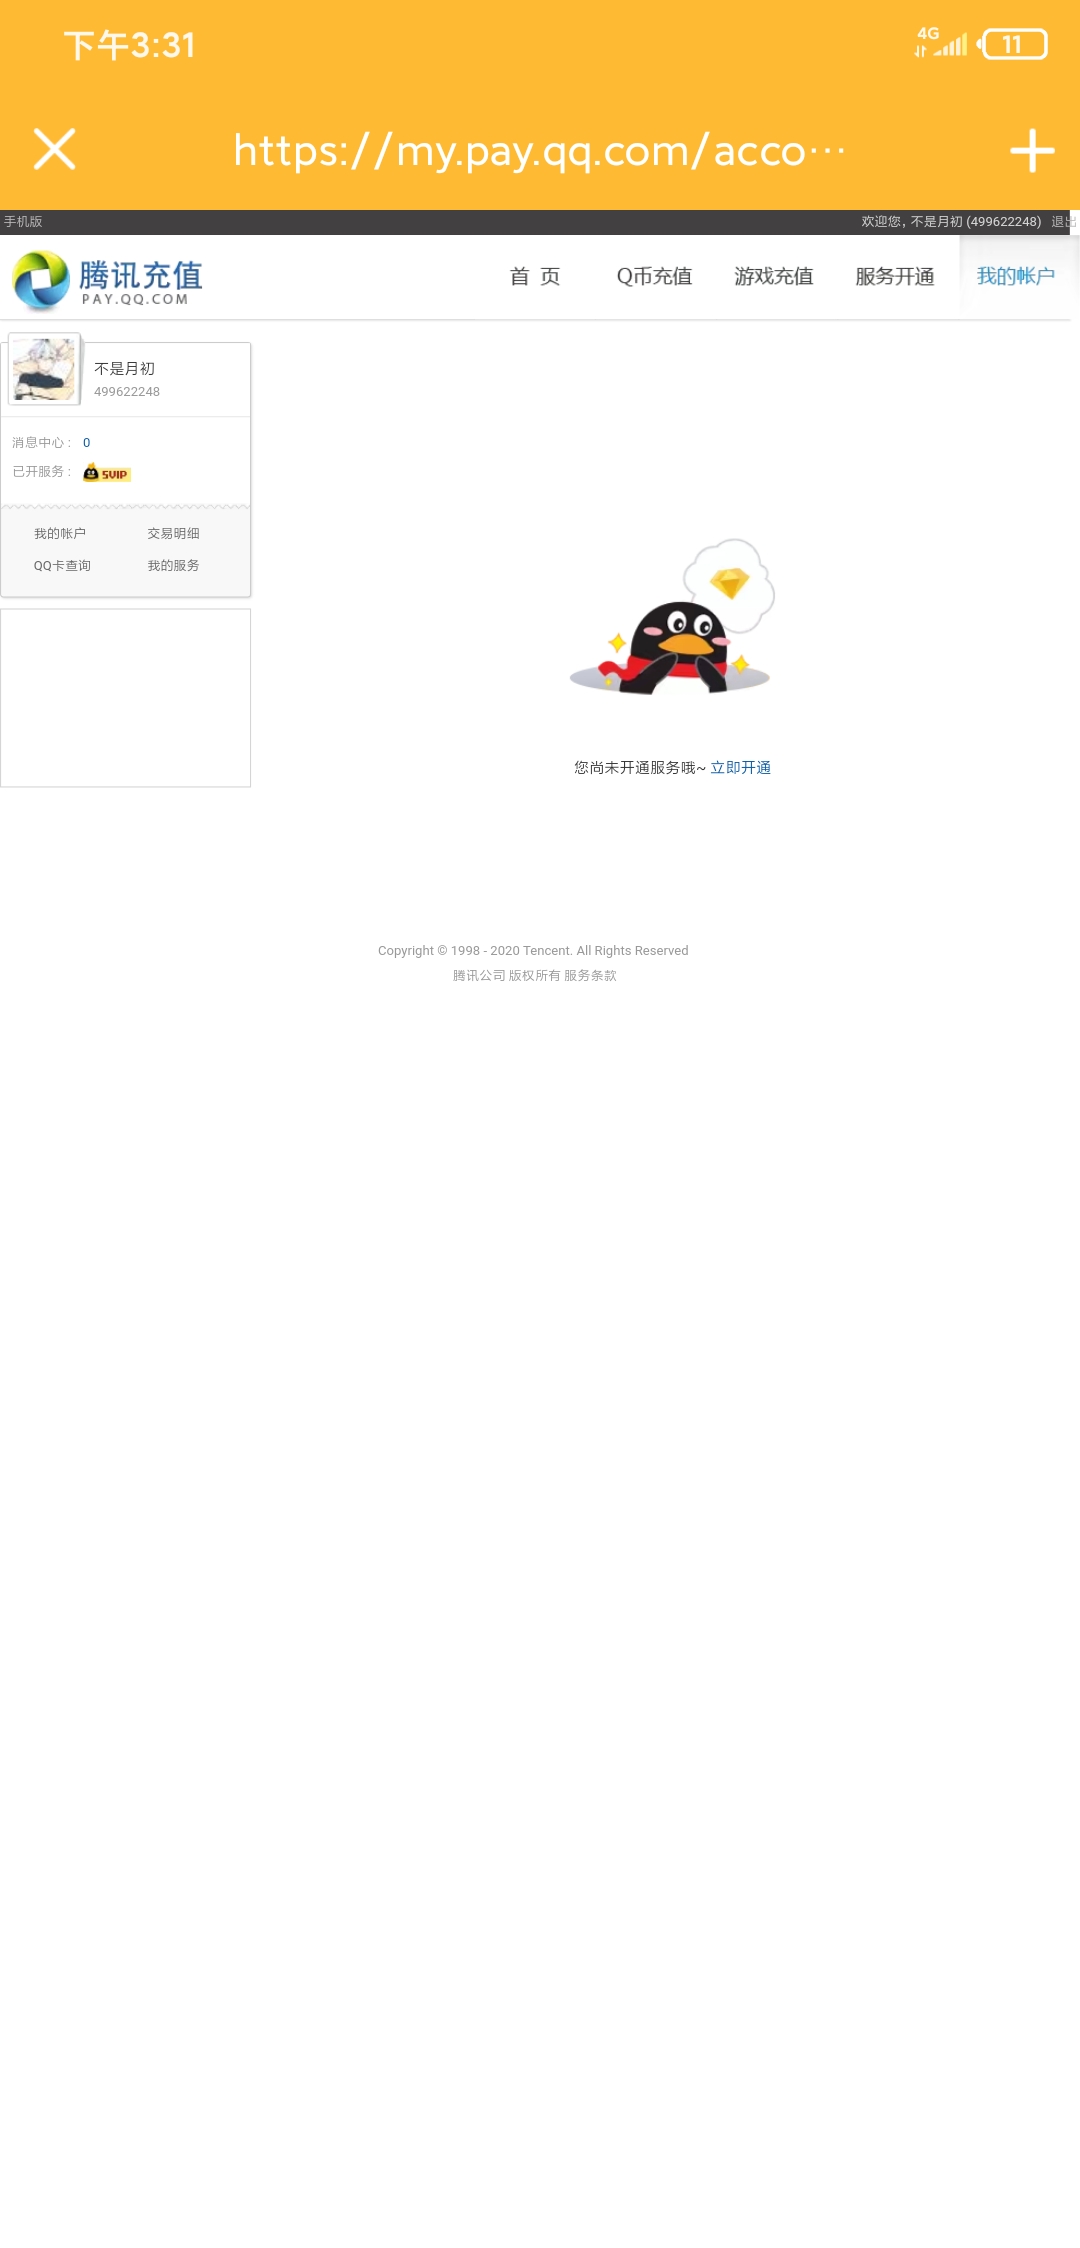 下午3:31
4G
11
https://my.pay.qq.com/acco…
手机版
欢迎您, 不是月初 (499622248) 退出
腾讯充值
PAY.QQ.COM
首 页 Q币充值 游戏充值 服务开通 我的帐户
不是月初
499622248
消息中心 : 0
已开服务 : SVIP
我的帐户 交易明细
QQ卡查询 我的服务
您尚未开通服务哦~ 立即开通
Copyright © 1998 - 2020 Tencent. All Rights Reserved
腾讯公司 版权所有 服务条款